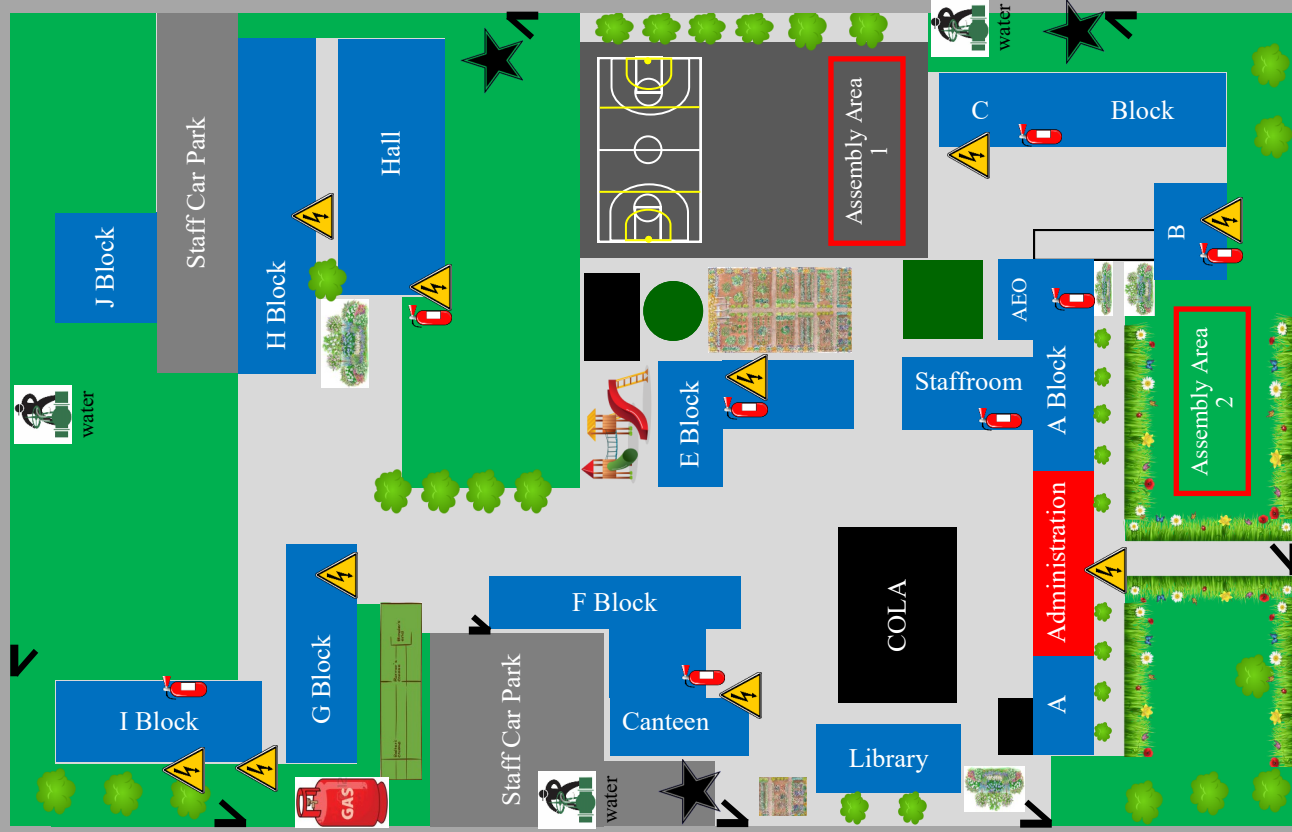 water
Staff Car Park
Hall
J Block
H Block
water
Assembly Area
1
C Block
B
AEO
Staffroom
A Block
Assembly Area
2
E Block
Administration
F Block
COLA
G Block
I Block
Staff Car Park
Canteen
A
Library
GAS
water